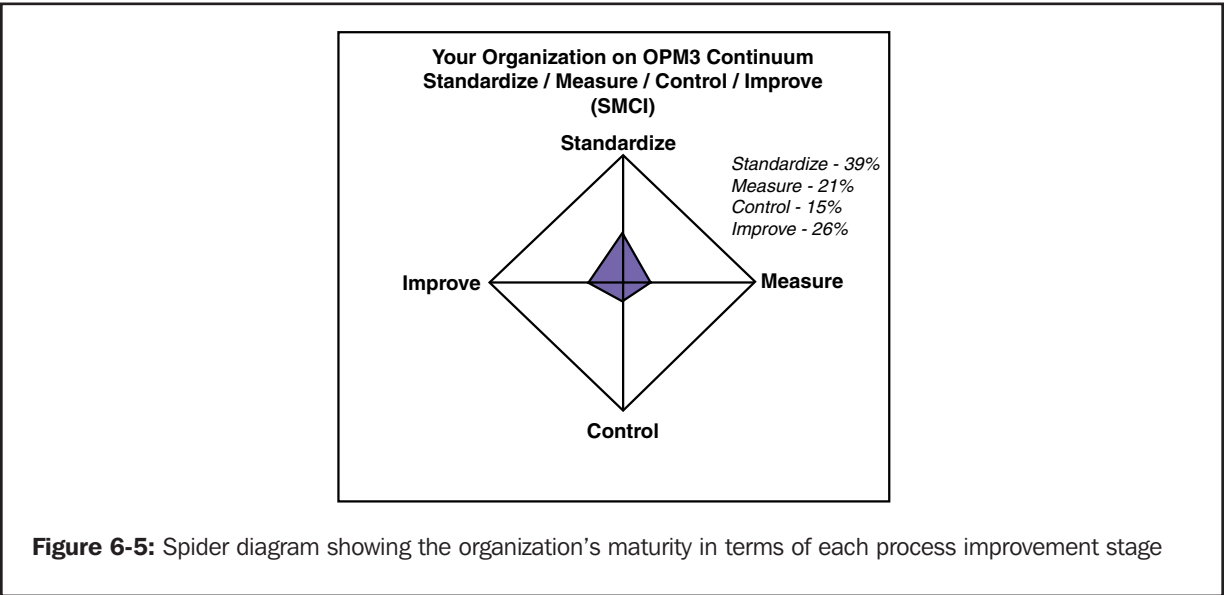 Your Organization on OPM3 Continuum
Standardize / Measure / Control / Improve
(SMCI)
Standardize
Standardize - 39%
Measure - 21%
Control - 15%
Improve - 26%
Improve
Measure
Control
Figure 6-5: Spider diagram showing the organization's maturity in terms of each process improvement stage